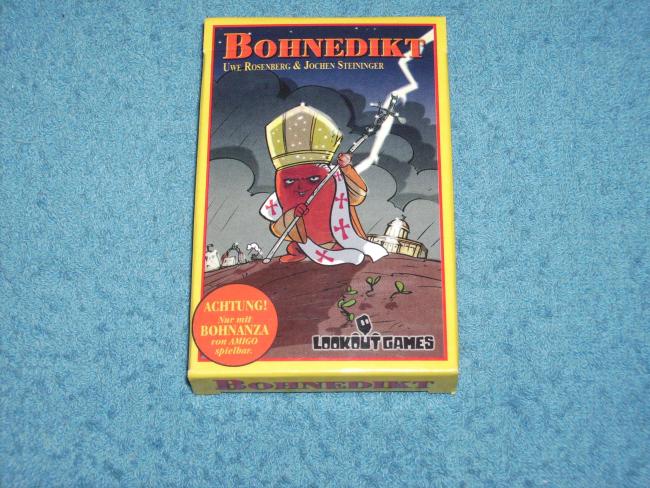 BOHNEDIKT
UWE ROSENBERG & JOCHEN STEININGER
ACHTUNG!
Nur mit
BOHNANZA
von AMIGO
spielbar.
LOOKOUT GAMES
BOHNEDIKT